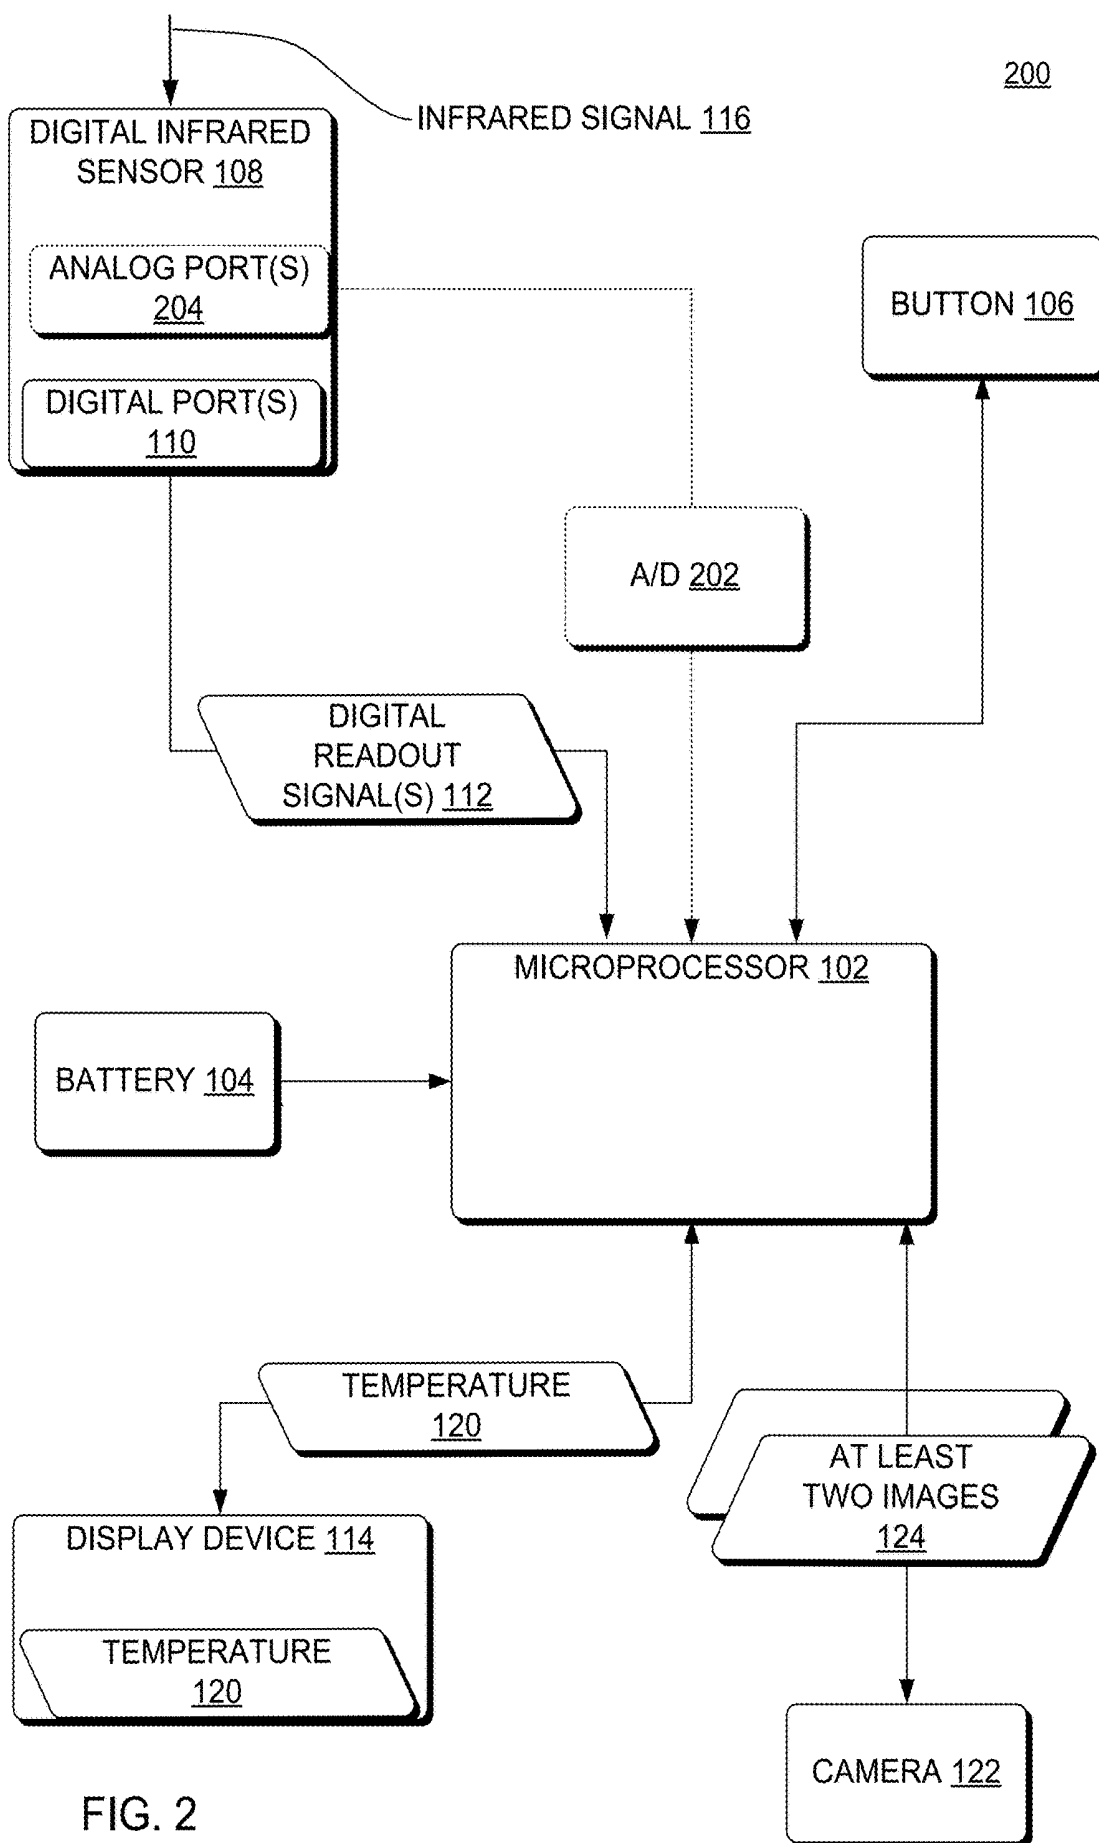 200
INFRARED SIGNAL 116
DIGITAL INFRARED
SENSOR 108
ANALOG PORT(S)
204
DIGITAL PORT(S)
110
BUTTON 106
A/D 202
DIGITAL
READOUT
SIGNAL(S) 112
MICROPROCESSOR 102
BATTERY 104
TEMPERATURE
120
AT LEAST
TWO IMAGES
124
DISPLAY DEVICE 114
TEMPERATURE
120
CAMERA 122
FIG. 2